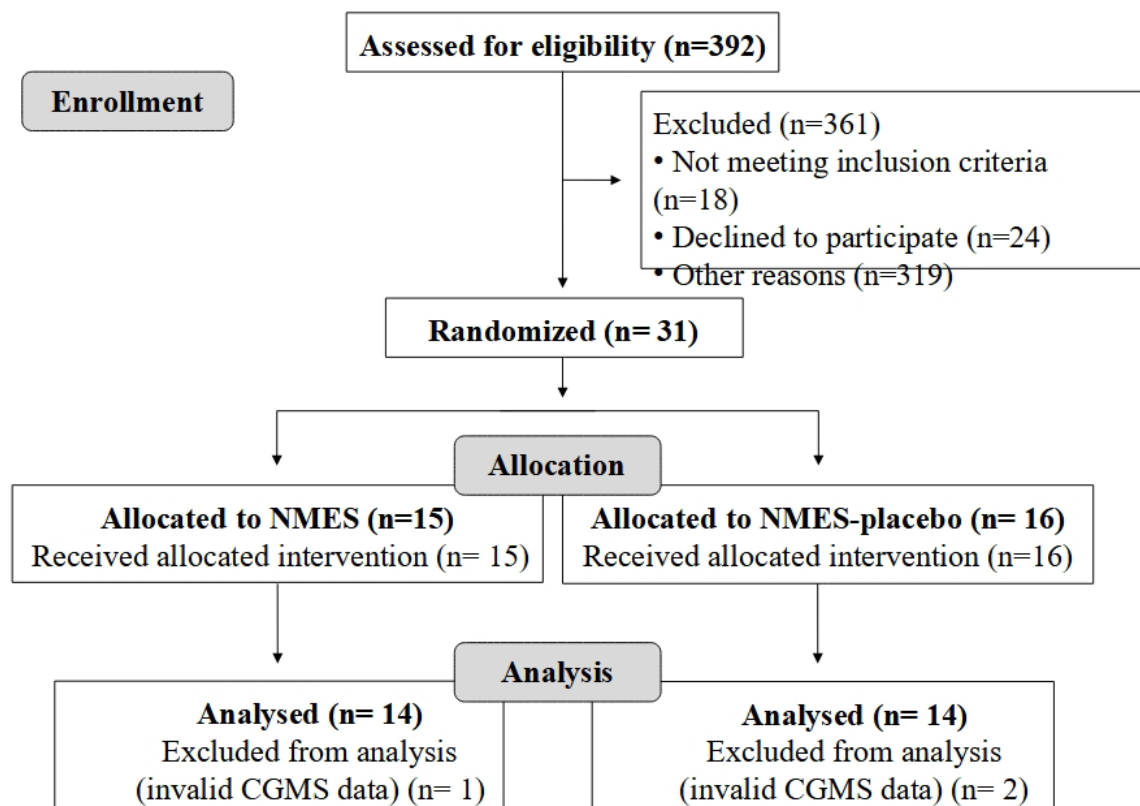 Assessed for eligibility (n=392)
Enrollment
Excluded (n=361)
• Not meeting inclusion criteria
(n=18)
• Declined to participate (n=24)
• Other reasons (n=319)
Randomized (n= 31)
Allocation
Allocated to NMES (n=15)
Received allocated intervention (n= 15)
Allocated to NMES-placebo (n= 16)
Received allocated intervention (n=16)
Analysis
Analysed (n= 14)
Excluded from analysis
(invalid CGMS data) (n= 1)
Analysed (n= 14)
Excluded from analysis
(invalid CGMS data) (n= 2)